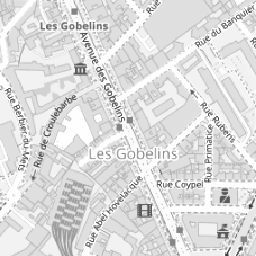 Les Gobelins
Rue du Banquier
Avenue des Gobelins
Rue de Croulebarbe
Rue Berbier-du-Mets
Rue Rubens
Rue Primatice
Les Gobelins
Rue Coypel
Rue Abel Hovelacque